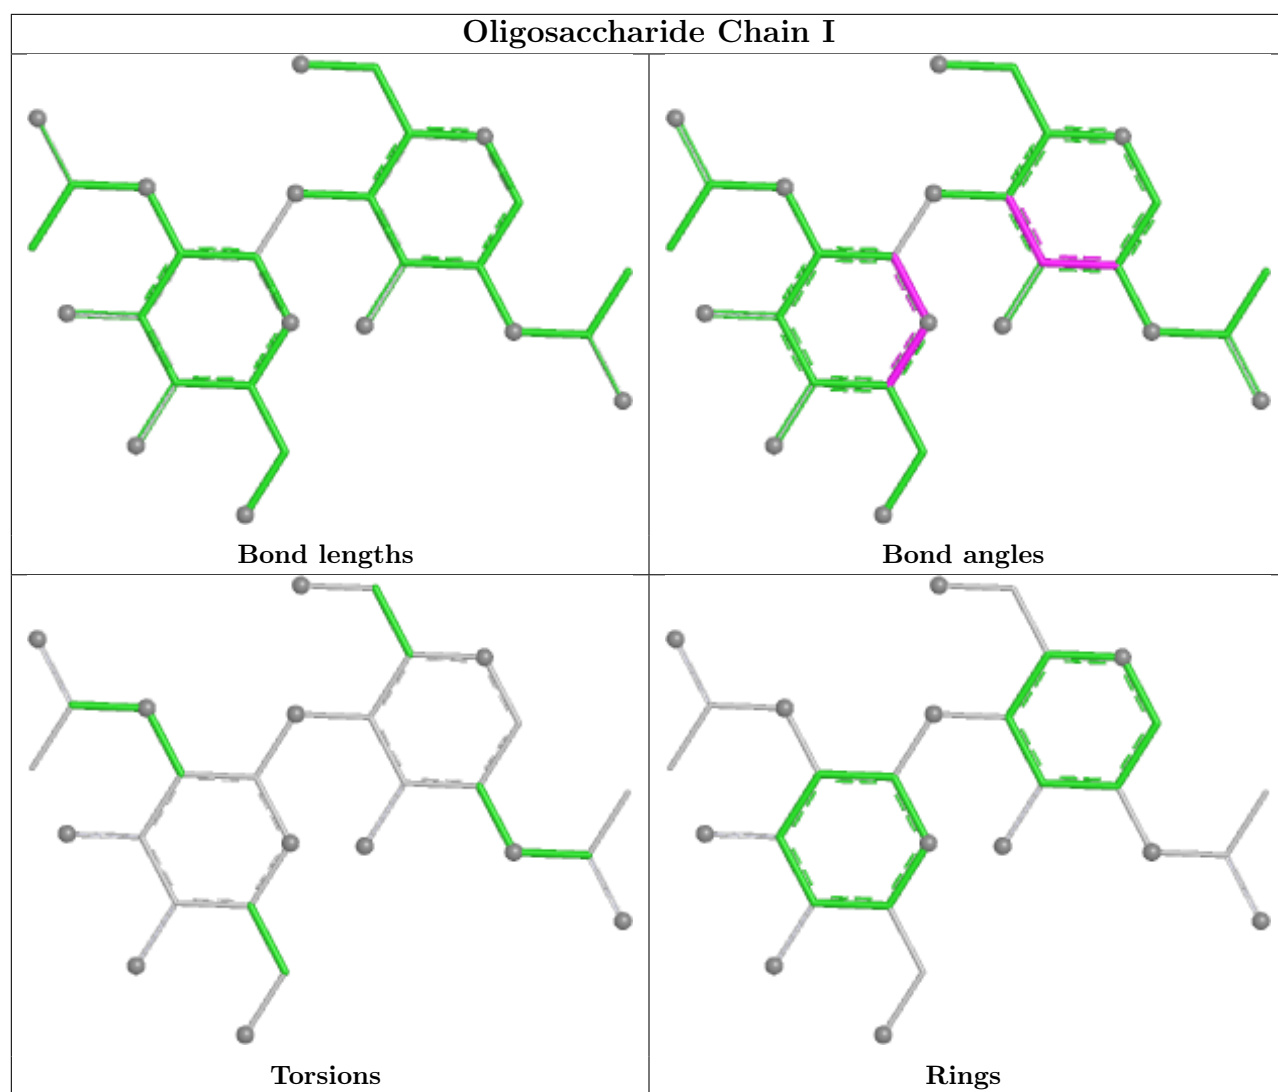 Oligosaccharide Chain I
Bond lengths
Bond angles
Torsions
Rings